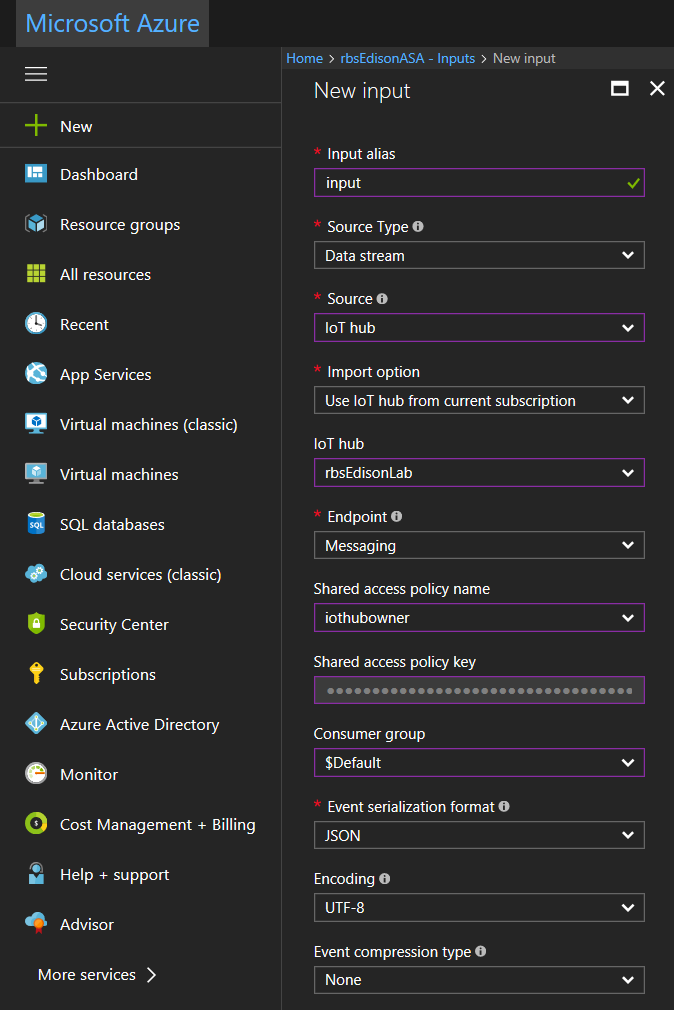 Microsoft Azure
Home > rbsEdisonASA - Inputs > New input
New input
New
Dashboard
Resource groups
All resources
Recent
App Services
Virtual machines (classic)
Virtual machines
SQL databases
Cloud services (classic)
Security Center
Subscriptions
Azure Active Directory
Monitor
Cost Management + Billing
Help + support
Advisor
More services >
* Input alias
input
* Source Type
Data stream
* Source
IoT hub
* Import option
Use IoT hub from current subscription
IoT hub
rbsEdisonLab
* Endpoint
Messaging
Shared access policy name
iothubowner
Shared access policy key
••••••••••••••••••••••••••••••••••
Consumer group
$Default
* Event serialization format
JSON
Encoding
UTF-8
Event compression type
None